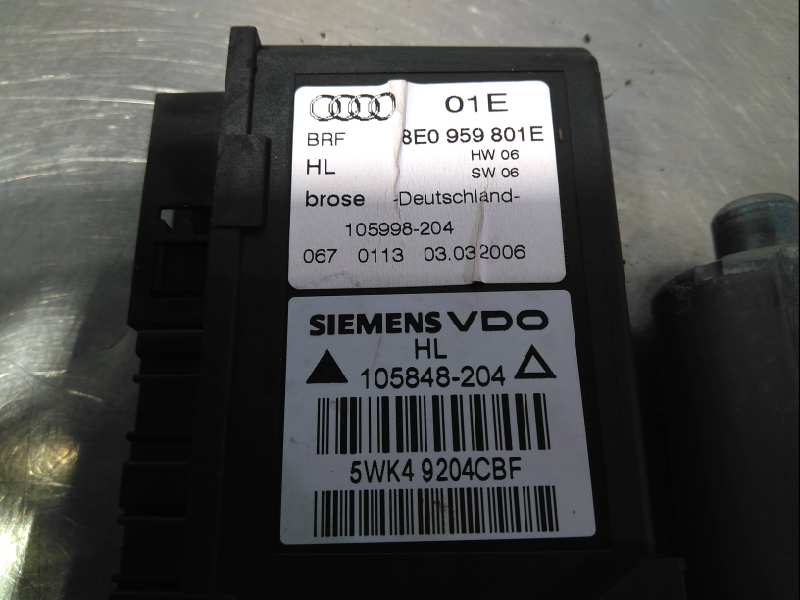 01E
BRF 8E0 959 801E
HL HW 06
SW 06
brose -Deutschland-
105998-204
067 0113 03.03.2006
SIEMENS VDO
HL
105848-204
5WK4 9204CBF